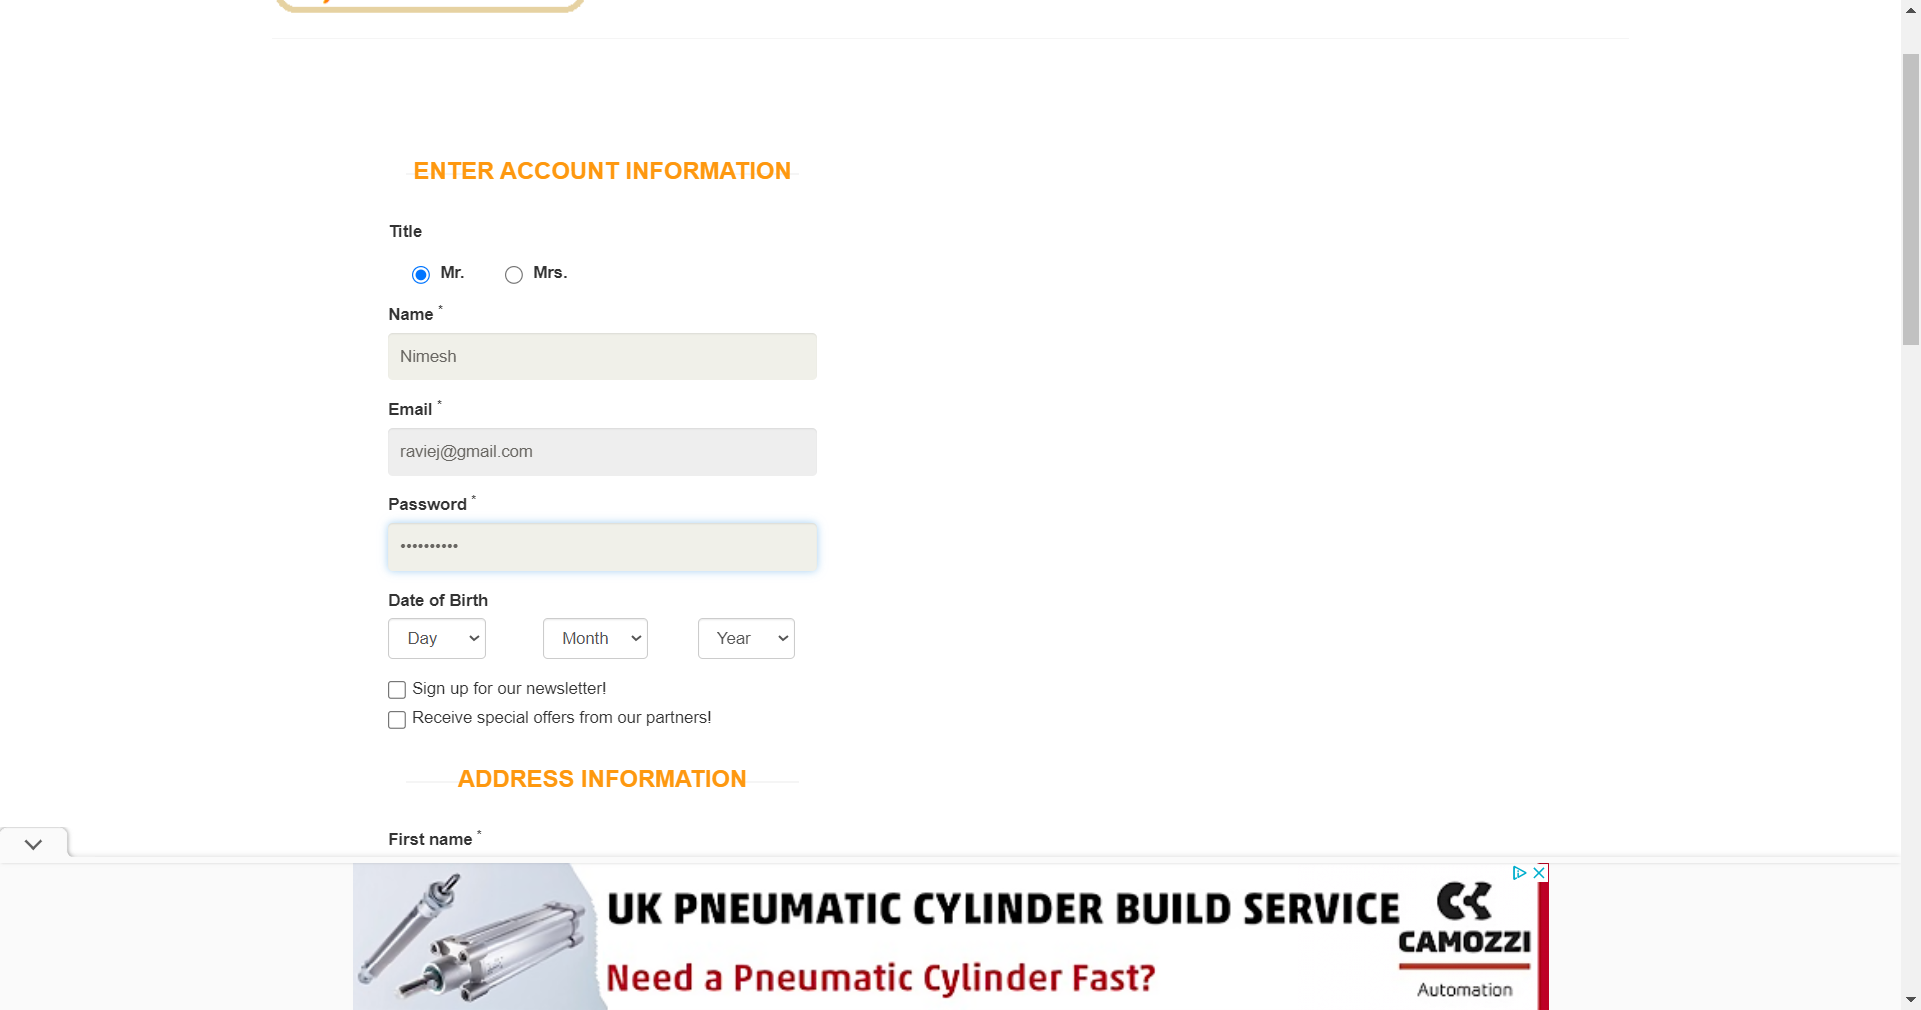 ENTER ACCOUNT INFORMATION
Title
Mr. Mrs.
Name *
Nimesh
Email *
raviej@gmail.com
Password *
••••••••••
Date of Birth
Day Month Year
Sign up for our newsletter!
Receive special offers from our partners!
ADDRESS INFORMATION
First name *
UK PNEUMATIC CYLINDER BUILD SERVICE
Need a Pneumatic Cylinder Fast?
CAMOZZI
Automation